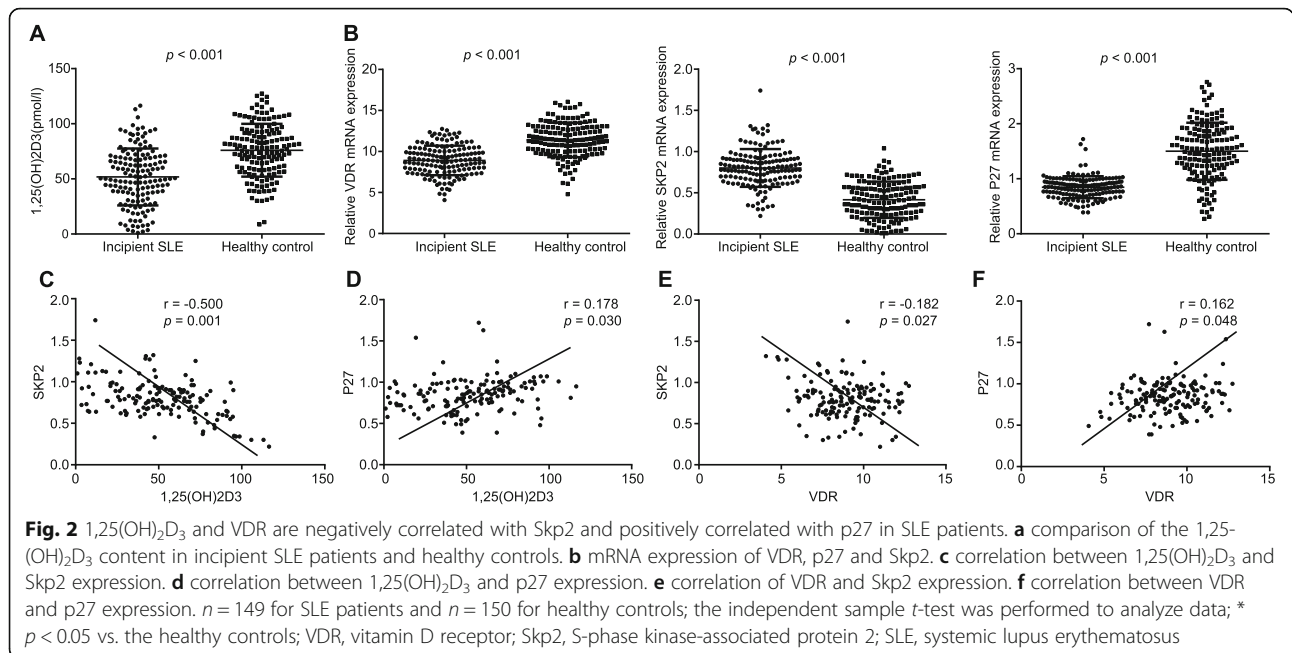 A
B
p < 0.001
p < 0.001
p < 0.001
p < 0.001
1,25(OH)2D3(pmol/l)
150
100
50
0
Incipient SLE Healthy control
Relative VDR mRNA expression
20
15
10
5
0
Incipient SLE Healthy control
Relative SKP2 mRNA expression
2.0
1.5
1.0
0.5
0.0
Incipient SLE Healthy control
Relative P27 mRNA expression
3
2
1
0
Incipient SLE Healthy control
C
r = -0.500
p = 0.001
SKP2
2.0
1.5
1.0
0.5
0.0
0 50 100 150
1,25(OH)2D3
D
r = 0.178
p = 0.030
P27
2.0
1.5
1.0
0.5
0.0
0 50 100 150
1,25(OH)2D3
E
r = -0.182
p = 0.027
SKP2
2.0
1.5
1.0
0.5
0.0
0 5 10 15
VDR
F
r = 0.162
p = 0.048
P27
2.0
1.5
1.0
0.5
0.0
0 5 10 15
VDR
Fig. 2 1,25(OH)₂D₃ and VDR are negatively correlated with Skp2 and positively correlated with p27 in SLE patients. a comparison of the 1,25-
(OH)₂D₃ content in incipient SLE patients and healthy controls. b mRNA expression of VDR, p27 and Skp2. c correlation between 1,25(OH)₂D₃ and
Skp2 expression. d correlation between 1,25(OH)₂D₃ and p27 expression. e correlation of VDR and Skp2 expression. f correlation between VDR
and p27 expression. n = 149 for SLE patients and n = 150 for healthy controls; the independent sample t-test was performed to analyze data; *
p < 0.05 vs. the healthy controls; VDR, vitamin D receptor; Skp2, S-phase kinase-associated protein 2; SLE, systemic lupus erythematosus